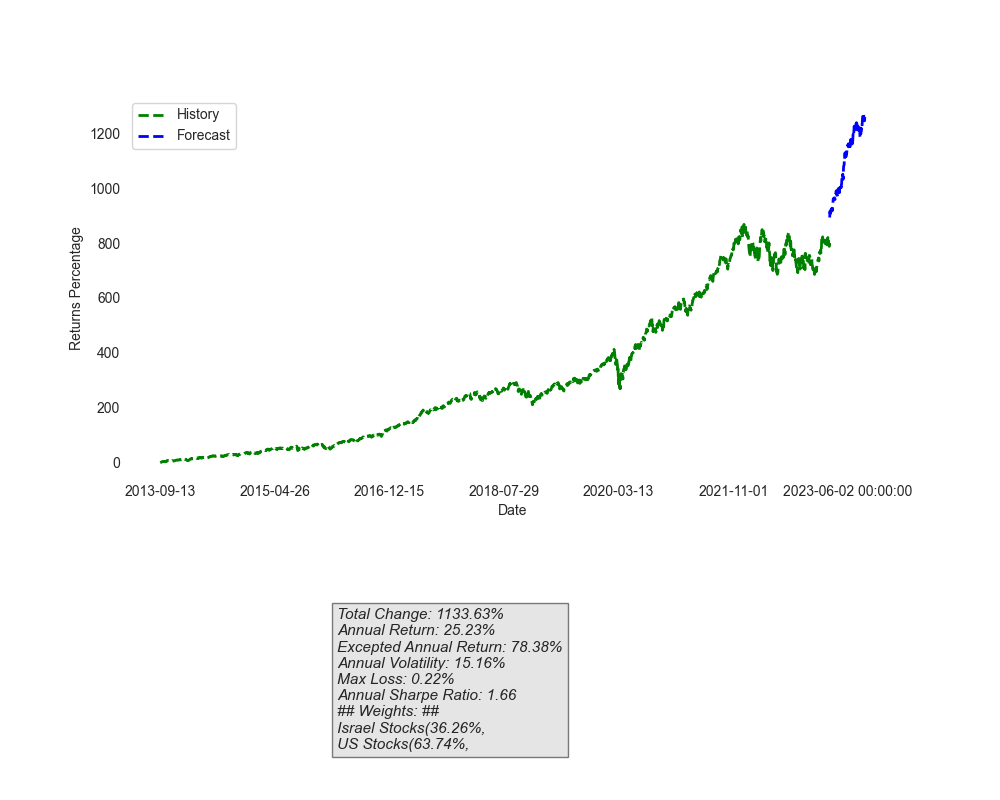 History
Forecast
1200
1000
800
600
400
200
0
Returns Percentage
2013-09-13 2015-04-26 2016-12-15 2018-07-29 2020-03-13 2021-11-01 2023-06-02 00:00:00
Date
Total Change: 1133.63%
Annual Return: 25.23%
Excepted Annual Return: 78.38%
Annual Volatility: 15.16%
Max Loss: 0.22%
Annual Sharpe Ratio: 1.66
## Weights: ##
Israel Stocks(36.26%,
US Stocks(63.74%,